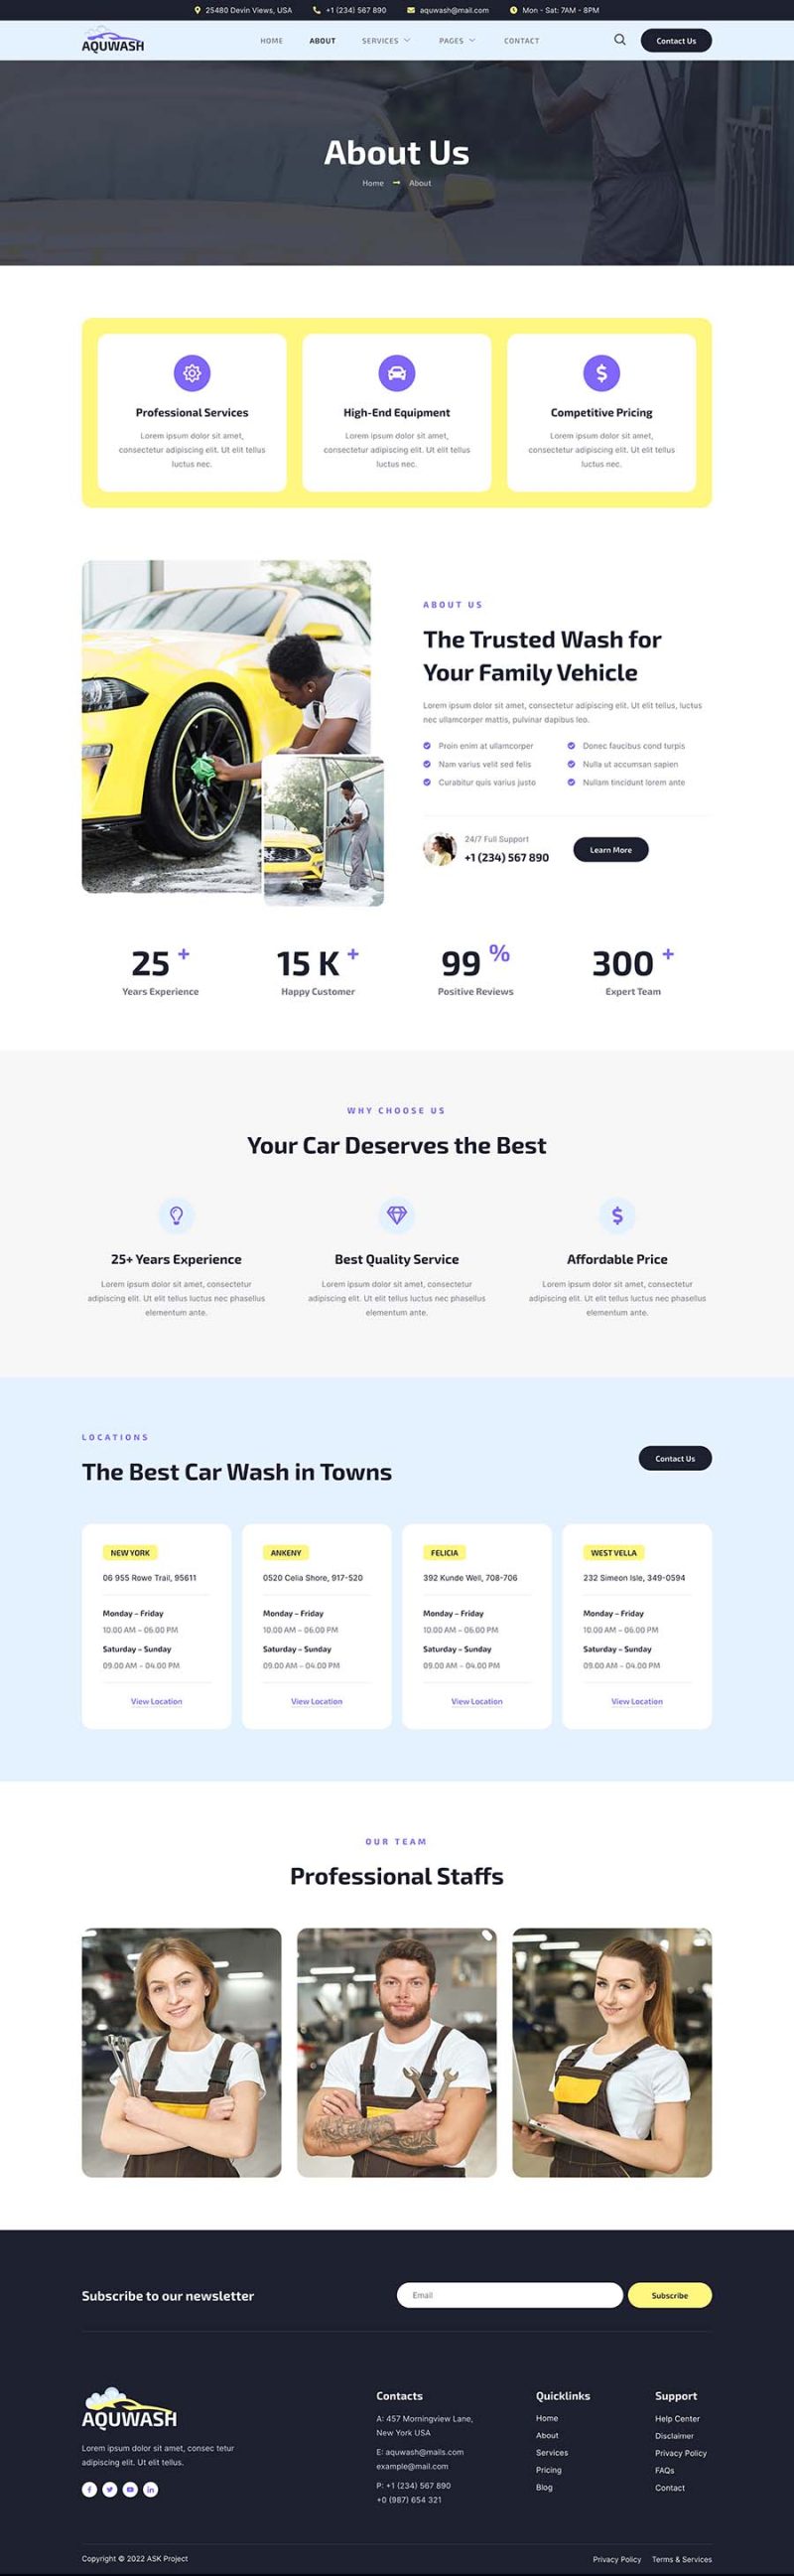 25480 Devin Views, USA
+1 (234) 567 890
aquwash@mail.com
Mon - Sat: 7AM - 8PM
AQUWASH
HOME
ABOUT
SERVICES
PAGES
CONTACT
Contact Us
About Us
Home
About
Professional Services
Lorem ipsum dolor sit amet,
consectetur adipiscing elit. Ut elit tellus
luctus nec.
High-End Equipment
Lorem ipsum dolor sit amet,
consectetur adipiscing elit. Ut elit tellus
luctus nec.
Competitive Pricing
Lorem ipsum dolor sit amet,
consectetur adipiscing elit. Ut elit tellus
luctus nec.
ABOUT US
The Trusted Wash for
Your Family Vehicle
Lorem ipsum dolor sit amet, consectetur adipiscing elit. Ut elit tellus, luctus
nec ullamcorper mattis, pulvinar dapibus leo.
Proin enim at ullamcorper
Donec faucibus cond turpis
Nam varius velit sed felis
Nulla ut accumsan sapien
Curabitur quis varius justo
Nullam tincidunt lorem ante
24/7 Full Support
+1 (234) 567 890
Learn More
25 +
Years Experience
15 K +
Happy Customer
99 %
Positive Reviews
300 +
Expert Team
WHY CHOOSE US
Your Car Deserves the Best
25+ Years Experience
Lorem ipsum dolor sit amet, consectetur
adipiscing elit. Ut elit tellus luctus nec phasellus
elementum ante.
Best Quality Service
Lorem ipsum dolor sit amet, consectetur
adipiscing elit. Ut elit tellus luctus nec phasellus
elementum ante.
Affordable Price
Lorem ipsum dolor sit amet, consectetur
adipiscing elit. Ut elit tellus luctus nec phasellus
elementum ante.
LOCATIONS
The Best Car Wash in Towns
Contact Us
NEW YORK
06 955 Rowe Trail, 95611
Monday – Friday
10.00 AM – 06.00 PM
Saturday – Sunday
09.00 AM – 04.00 PM
View Location
ANKENY
0520 Celia Shore, 917-520
Monday – Friday
10.00 AM – 06.00 PM
Saturday – Sunday
09.00 AM – 04.00 PM
View Location
FELICIA
392 Kunde Well, 708-706
Monday – Friday
10.00 AM – 06.00 PM
Saturday – Sunday
09.00 AM – 04.00 PM
View Location
WEST VELLA
232 Simeon Isle, 349-0594
Monday – Friday
10.00 AM – 06.00 PM
Saturday – Sunday
09.00 AM – 04.00 PM
View Location
OUR TEAM
Professional Staffs
Subscribe to our newsletter
Email
Subscribe
AQUWASH
Lorem ipsum dolor sit amet, consec tetur
adipiscing elit. Ut elit tellus.
Contacts
A: 457 Morningview Lane,
New York USA
E: aquwash@mails.com
example@mail.com
P: +1 (234) 567 890
+0 (987) 654 321
Quicklinks
Home
About
Services
Pricing
Blog
Support
Help Center
Disclaimer
Privacy Policy
FAQs
Contact
Copyright © 2022 ASK Project
Privacy Policy
Terms & Services